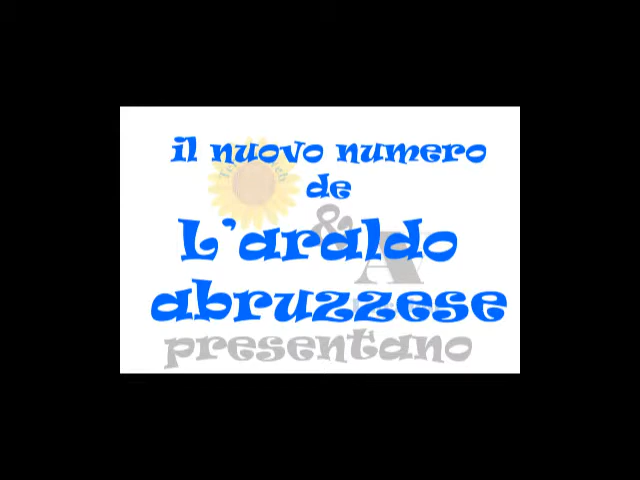 il nuovo numero
de
&
L'araldo
A
abruzzese
presentano